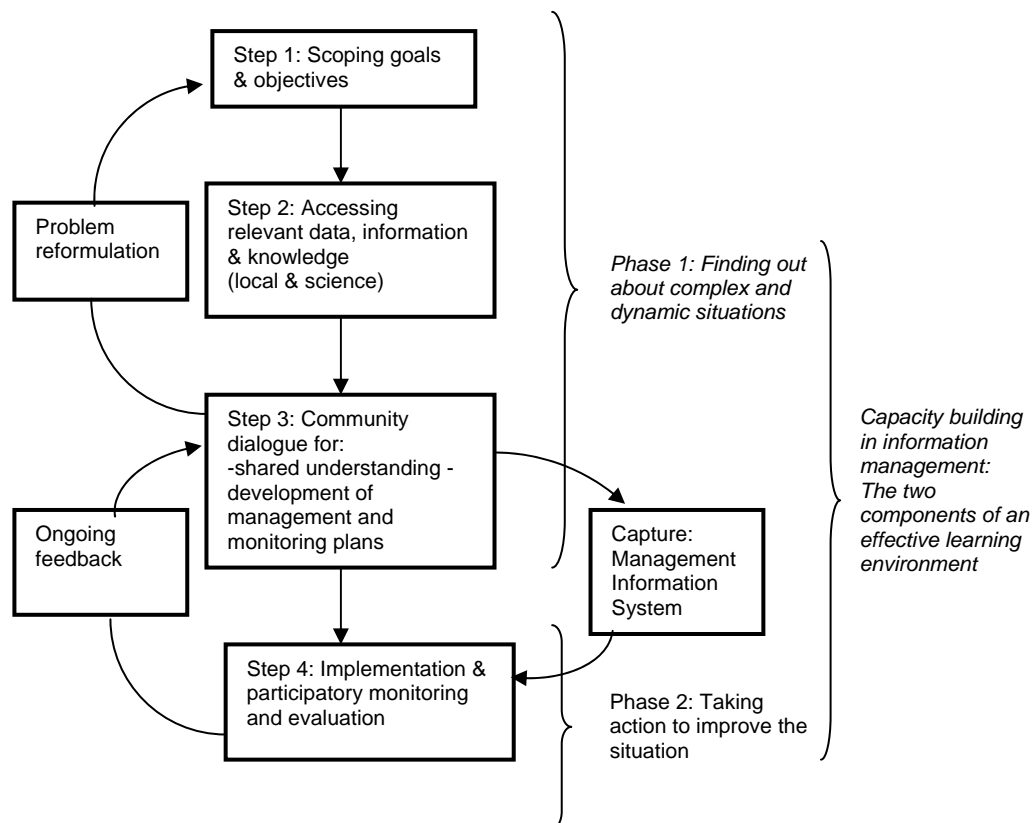 Step 1: Scoping goals
& objectives
Step 2: Accessing
relevant data, information
& knowledge
(local & science)
Problem
reformulation
Phase 1: Finding out
about complex and
dynamic situations
Step 3: Community
dialogue for:
-shared understanding -
development of
management and
monitoring plans
Capacity building
in information
management:
The two
components of an
effective learning
environment
Ongoing
feedback
Capture:
Management
Information
System
Step 4: Implementation &
participatory monitoring
and evaluation
Phase 2: Taking
action to improve the
situation